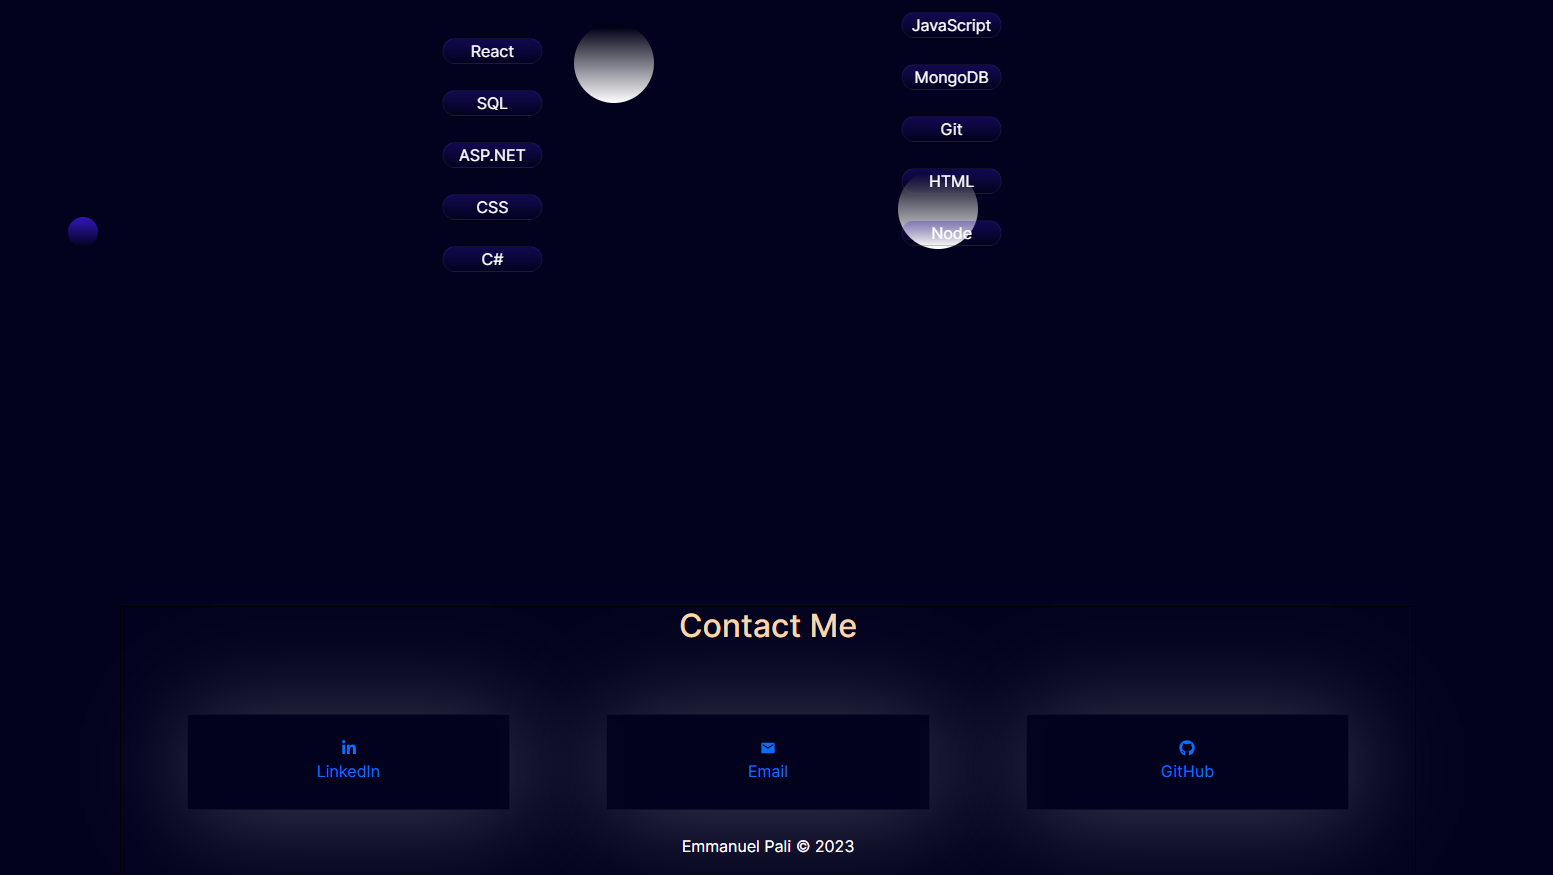 React
SQL
ASP.NET
CSS
C#
JavaScript
MongoDB
Git
HTML
Node
Contact Me
LinkedIn
Email
GitHub
Emmanuel Pali © 2023